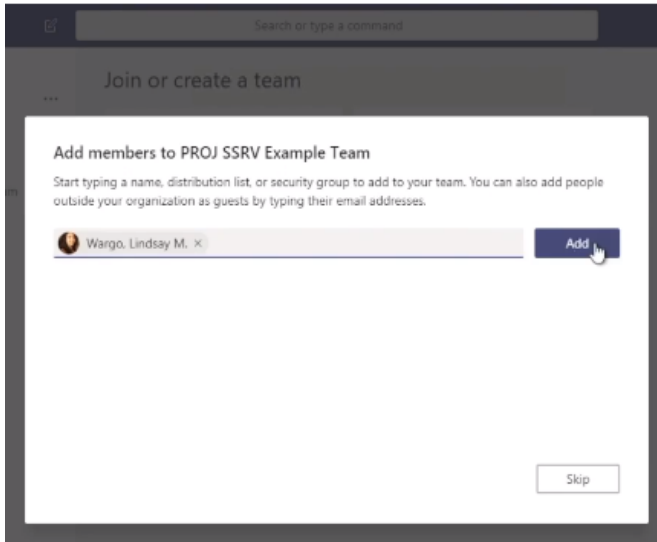 Search or type a command
Join or create a team
...
Add members to PROJ SSRV Example Team
Start typing a name, distribution list, or security group to add to your team. You can also add people
outside your organization as guests by typing their email addresses.
Wargo, Lindsay M. ×
Add
Skip